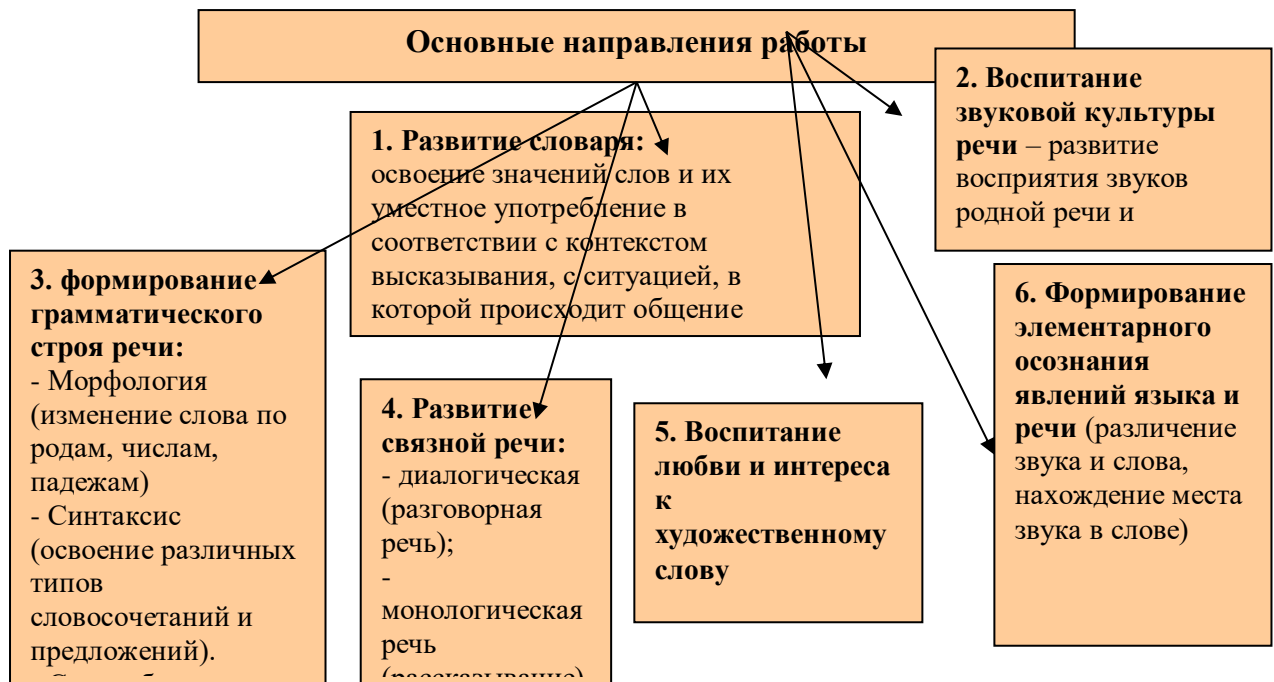 Основные направления работы
1. Развитие словаря:
освоение значений слов и их
уместное употребление в
соответствии с контекстом
высказывания, с ситуацией, в
которой происходит общение
2. Воспитание
звуковой культуры
речи – развитие
восприятия звуков
родной речи и
3. формирование
грамматического
строя речи:
- Морфология
(изменение слова по
родам, числам,
падежам)
- Синтаксис
(освоение различных
типов
словосочетаний и
предложений).
4. Развитие
связной речи:
- диалогическая
(разговорная
речь);
-
монологическая
речь
(рассказывание)
5. Воспитание
любви и интереса
к
художественному
слову
6. Формирование
элементарного
осознания
явлений языка и
речи (различение
звука и слова,
нахождение места
звука в слове)